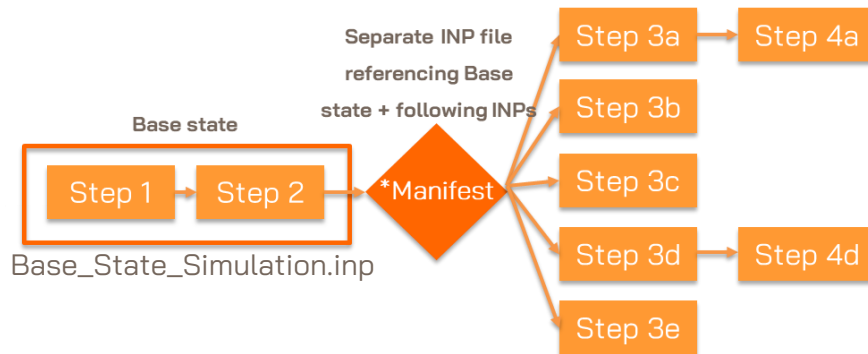 Separate INP file
referencing Base
state + following INPs
Base state
Step 1
Step 2
*Manifest
Base_State_Simulation.inp
Step 3a
Step 4a
Step 3b
Step 3c
Step 3d
Step 4d
Step 3e